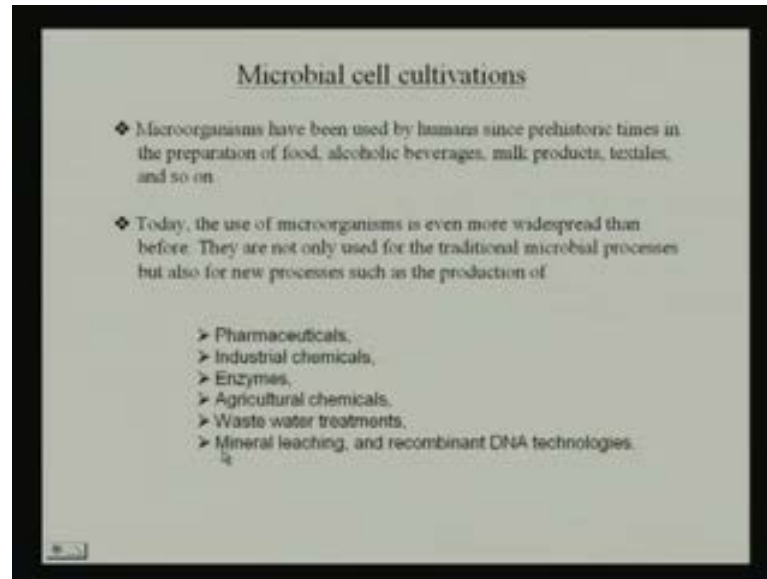 Microbial cell cultivations
❖ Microorganisms have been used by humans since prehistoric times in
the preparation of food, alcoholic beverages, milk products, textiles,
and so on
❖ Today, the use of microorganisms is even more widespread than
before. They are not only used for the traditional microbial processes
but also for new processes such as the production of
➢ Pharmaceuticals,
➢ Industrial chemicals,
➢ Enzymes,
➢ Agricultural chemicals,
➢ Waste water treatments,
➢ Mineral leaching, and recombinant DNA technologies.